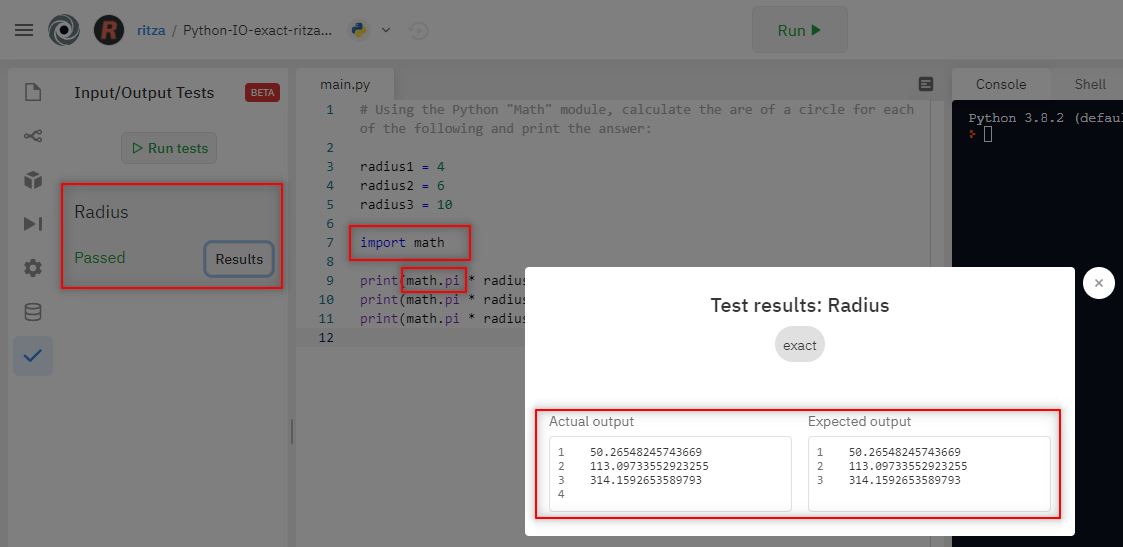 R ritza / Python-IO-exact-ritza...
Run
Input/Output Tests BETA
Run tests
Radius
Passed Results
main.py
1 # Using the Python "Math" module, calculate the are of a circle for each
of the following and print the answer:
2
3 radius1 = 4
4 radius2 = 6
5 radius3 = 10
6
7 import math
8
9 print(math.pi * radius
10 print(math.pi * radius
11 print(math.pi * radius
12
Console Shell
Python 3.8.2 (defau
Test results: Radius
exact
Actual output
1 50.26548245743669
2 113.09733552923255
3 314.1592653589793
4
Expected output
1 50.26548245743669
2 113.09733552923255
3 314.1592653589793